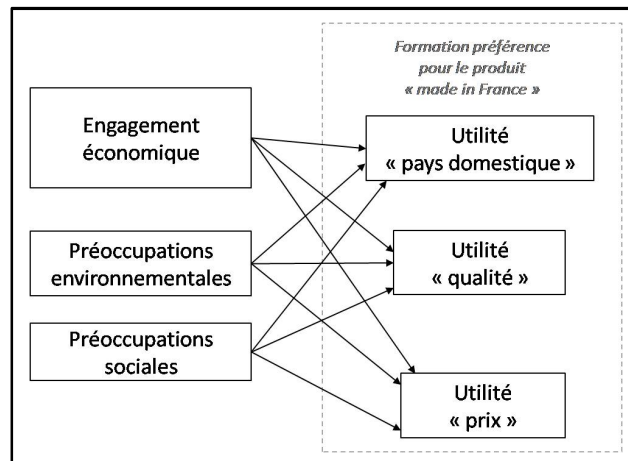 Formation préférence
pour le produit
« made in France »
Engagement
économique
Utilité
« pays domestique »
Préoccupations
environnementales
Utilité
« qualité »
Préoccupations
sociales
Utilité
« prix »